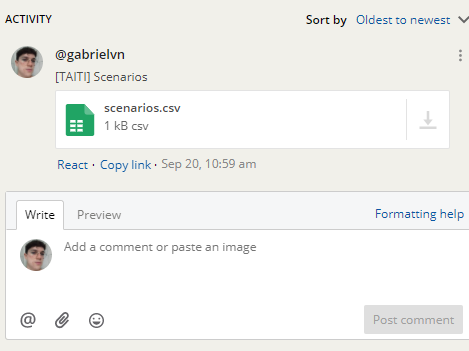 ACTIVITY
Sort by Oldest to newest
@gabrielvn
[TAITI] Scenarios
scenarios.csv
1 kB csv
React · Copy link · Sep 20, 10:59 am
Write Preview Formatting help
Add a comment or paste an image
@
Post comment